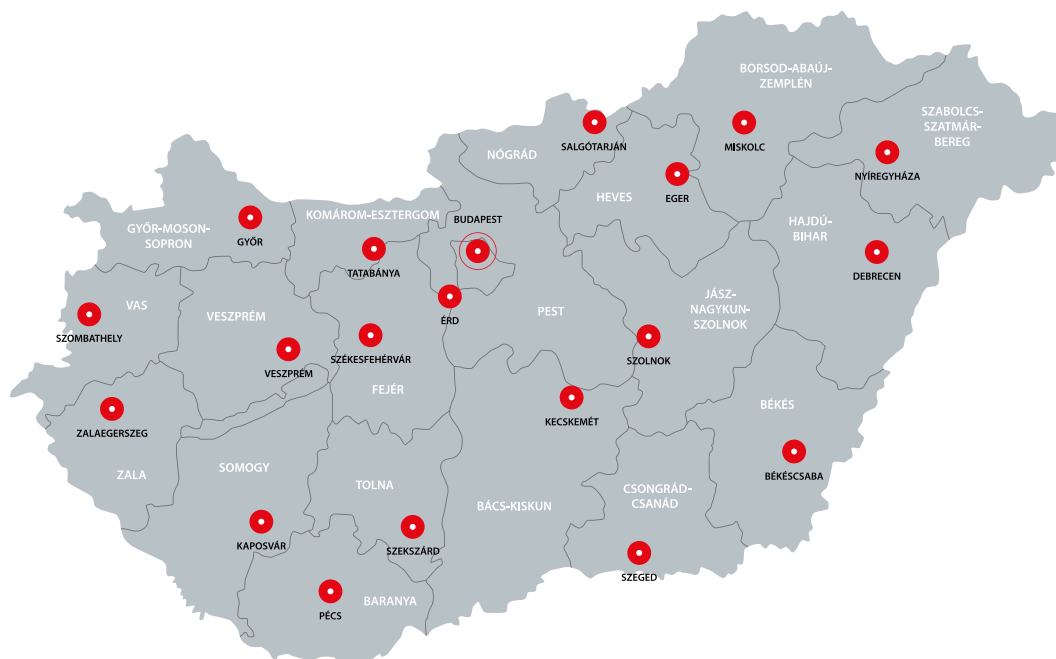 BORSOD-ABAÚJ-
ZEMPLÉN
SZABOLCS-
SZATMÁR-
BEREG
NÓGRÁD
SALGÓTARJÁN
MISKOLC
NYÍREGYHÁZA
HEVES
EGER
KOMÁROM-ESZTERGOM
BUDAPEST
HAJDÚ-
BIHAR
GYŐR-MOSON-
SOPRON
GYŐR
TATABÁNYA
DEBRECEN
VAS
VESZPRÉM
ÉRD
PEST
JÁSZ-
NAGYKUN-
SZOLNOK
SZOMBATHELY
VESZPRÉM
SZÉKESFEHÉRVÁR
SZOLNOK
FEJÉR
KECSKEMÉT
BÉKÉS
ZALAEGERSZEG
ZALA
SOMOGY
TOLNA
BÁCS-KISKUN
CSONGRÁD-
CSANÁD
BÉKÉSCSABA
KAPOSVÁR
SZEKSZÁRD
SZEGED
PÉCS
BARANYA